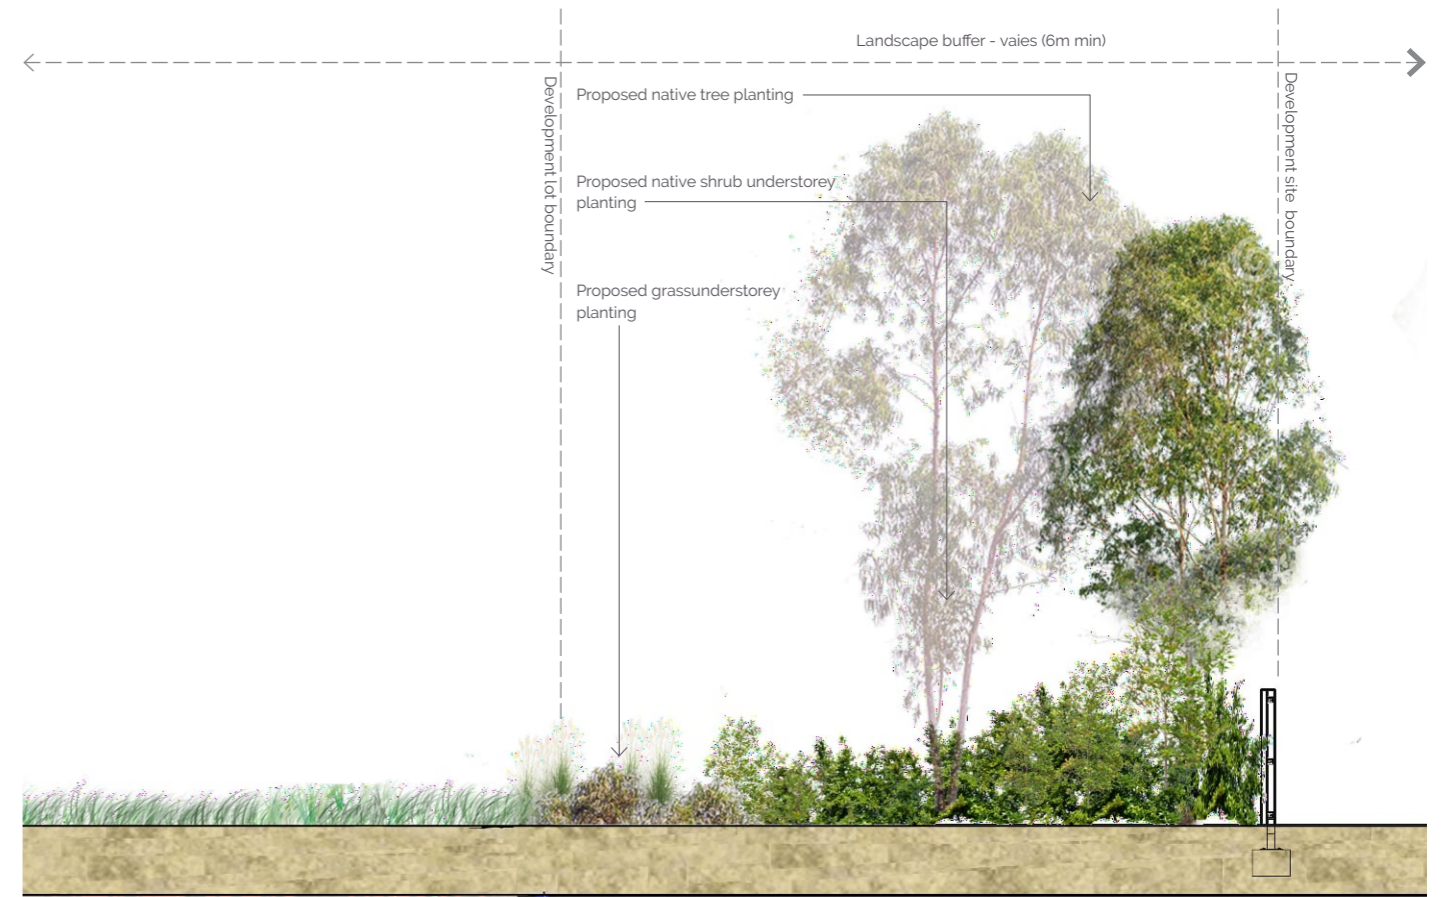 Landscape buffer - vaies (6m min)
Development lot boundary
Proposed native tree planting
Development site boundary
Proposed native shrub understorey
planting
Proposed grassunderstorey
planting